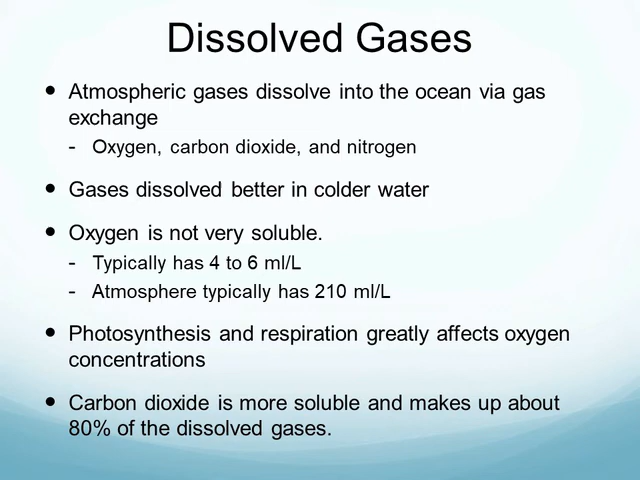 Dissolved Gases
• Atmospheric gases dissolve into the ocean via gas
exchange
- Oxygen, carbon dioxide, and nitrogen
• Gases dissolved better in colder water
• Oxygen is not very soluble.
- Typically has 4 to 6 ml/L
- Atmosphere typically has 210 ml/L
• Photosynthesis and respiration greatly affects oxygen
concentrations
• Carbon dioxide is more soluble and makes up about
80% of the dissolved gases.